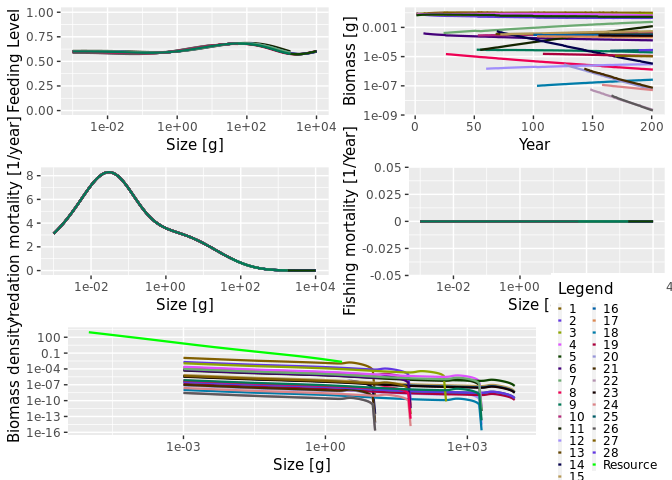 Feeding Level
1.00
0.75
0.50
0.25
0.00
1e-02 1e+00 1e+02 1e+04
Size [g]
Biomass [g]
0.001
1e-05
1e-07
1e-09
0 50 100 150 200
Year
redation mortality [1/year]
8
6
4
2
0
1e-02 1e+00 1e+02 1e+04
Size [g]
Fishing mortality [1/Year]
0.05
0.025
0
-0.025
-0.05
1e-02 1e+00 4
Size [
Biomass density
100
0.1
1e-04
1e-07
1e-10
1e-13
1e-16
1e-03 1e+00 1e+03
Size [g]
Legend
1 16
2 17
3 18
4 19
5 20
6 21
7 22
8 23
9 24
10 25
11 26
12 27
13 28
14 Resource
15